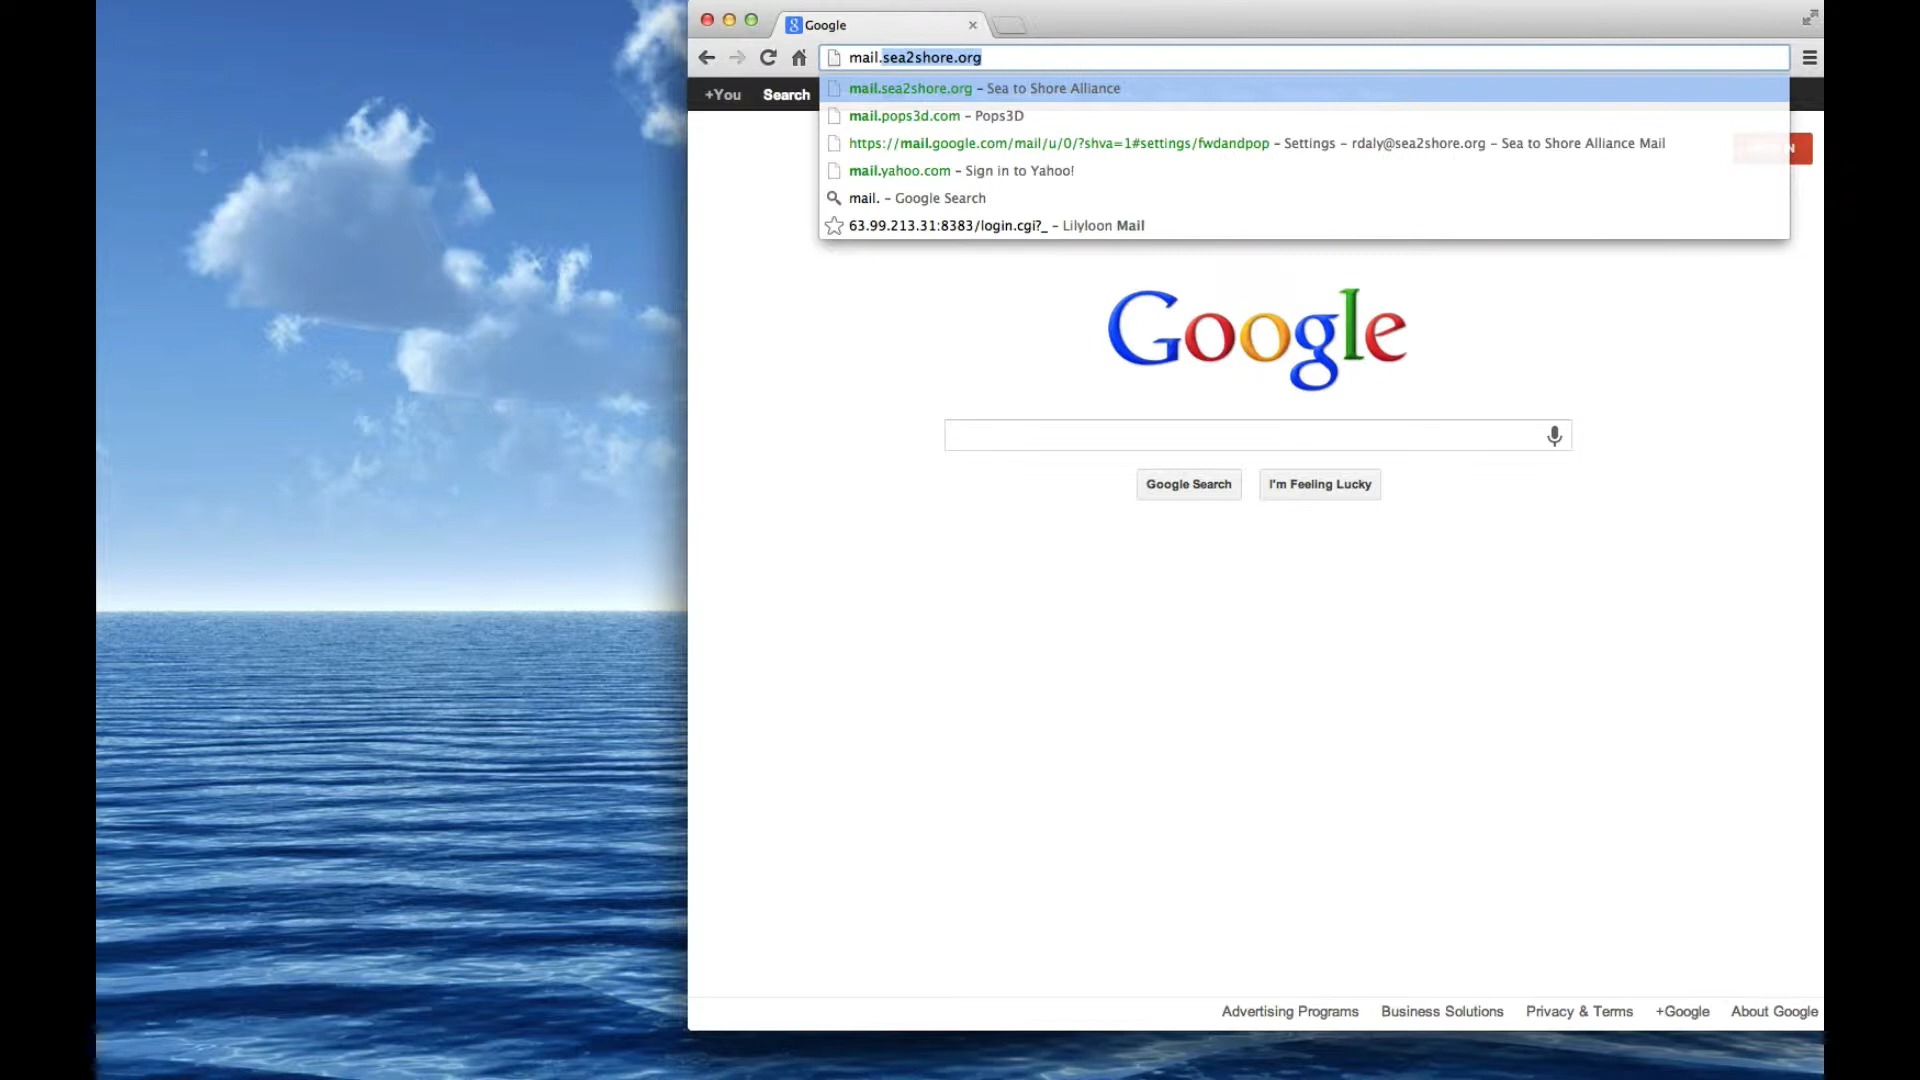 Google
mail.sea2shore.org
+You Search
mail.sea2shore.org – Sea to Shore Alliance
mail.pops3d.com – Pops3D
https://mail.google.com/mail/u/0/?shva=1#settings/fwdandpop – Settings – rdaly@sea2shore.org – Sea to Shore Alliance Mail
mail.yahoo.com – Sign in to Yahoo!
mail. – Google Search
63.99.213.31:8383/login.cgi?_ – Lilyloon Mail
Google
Google Search I'm Feeling Lucky
Advertising Programs Business Solutions Privacy & Terms +Google About Google